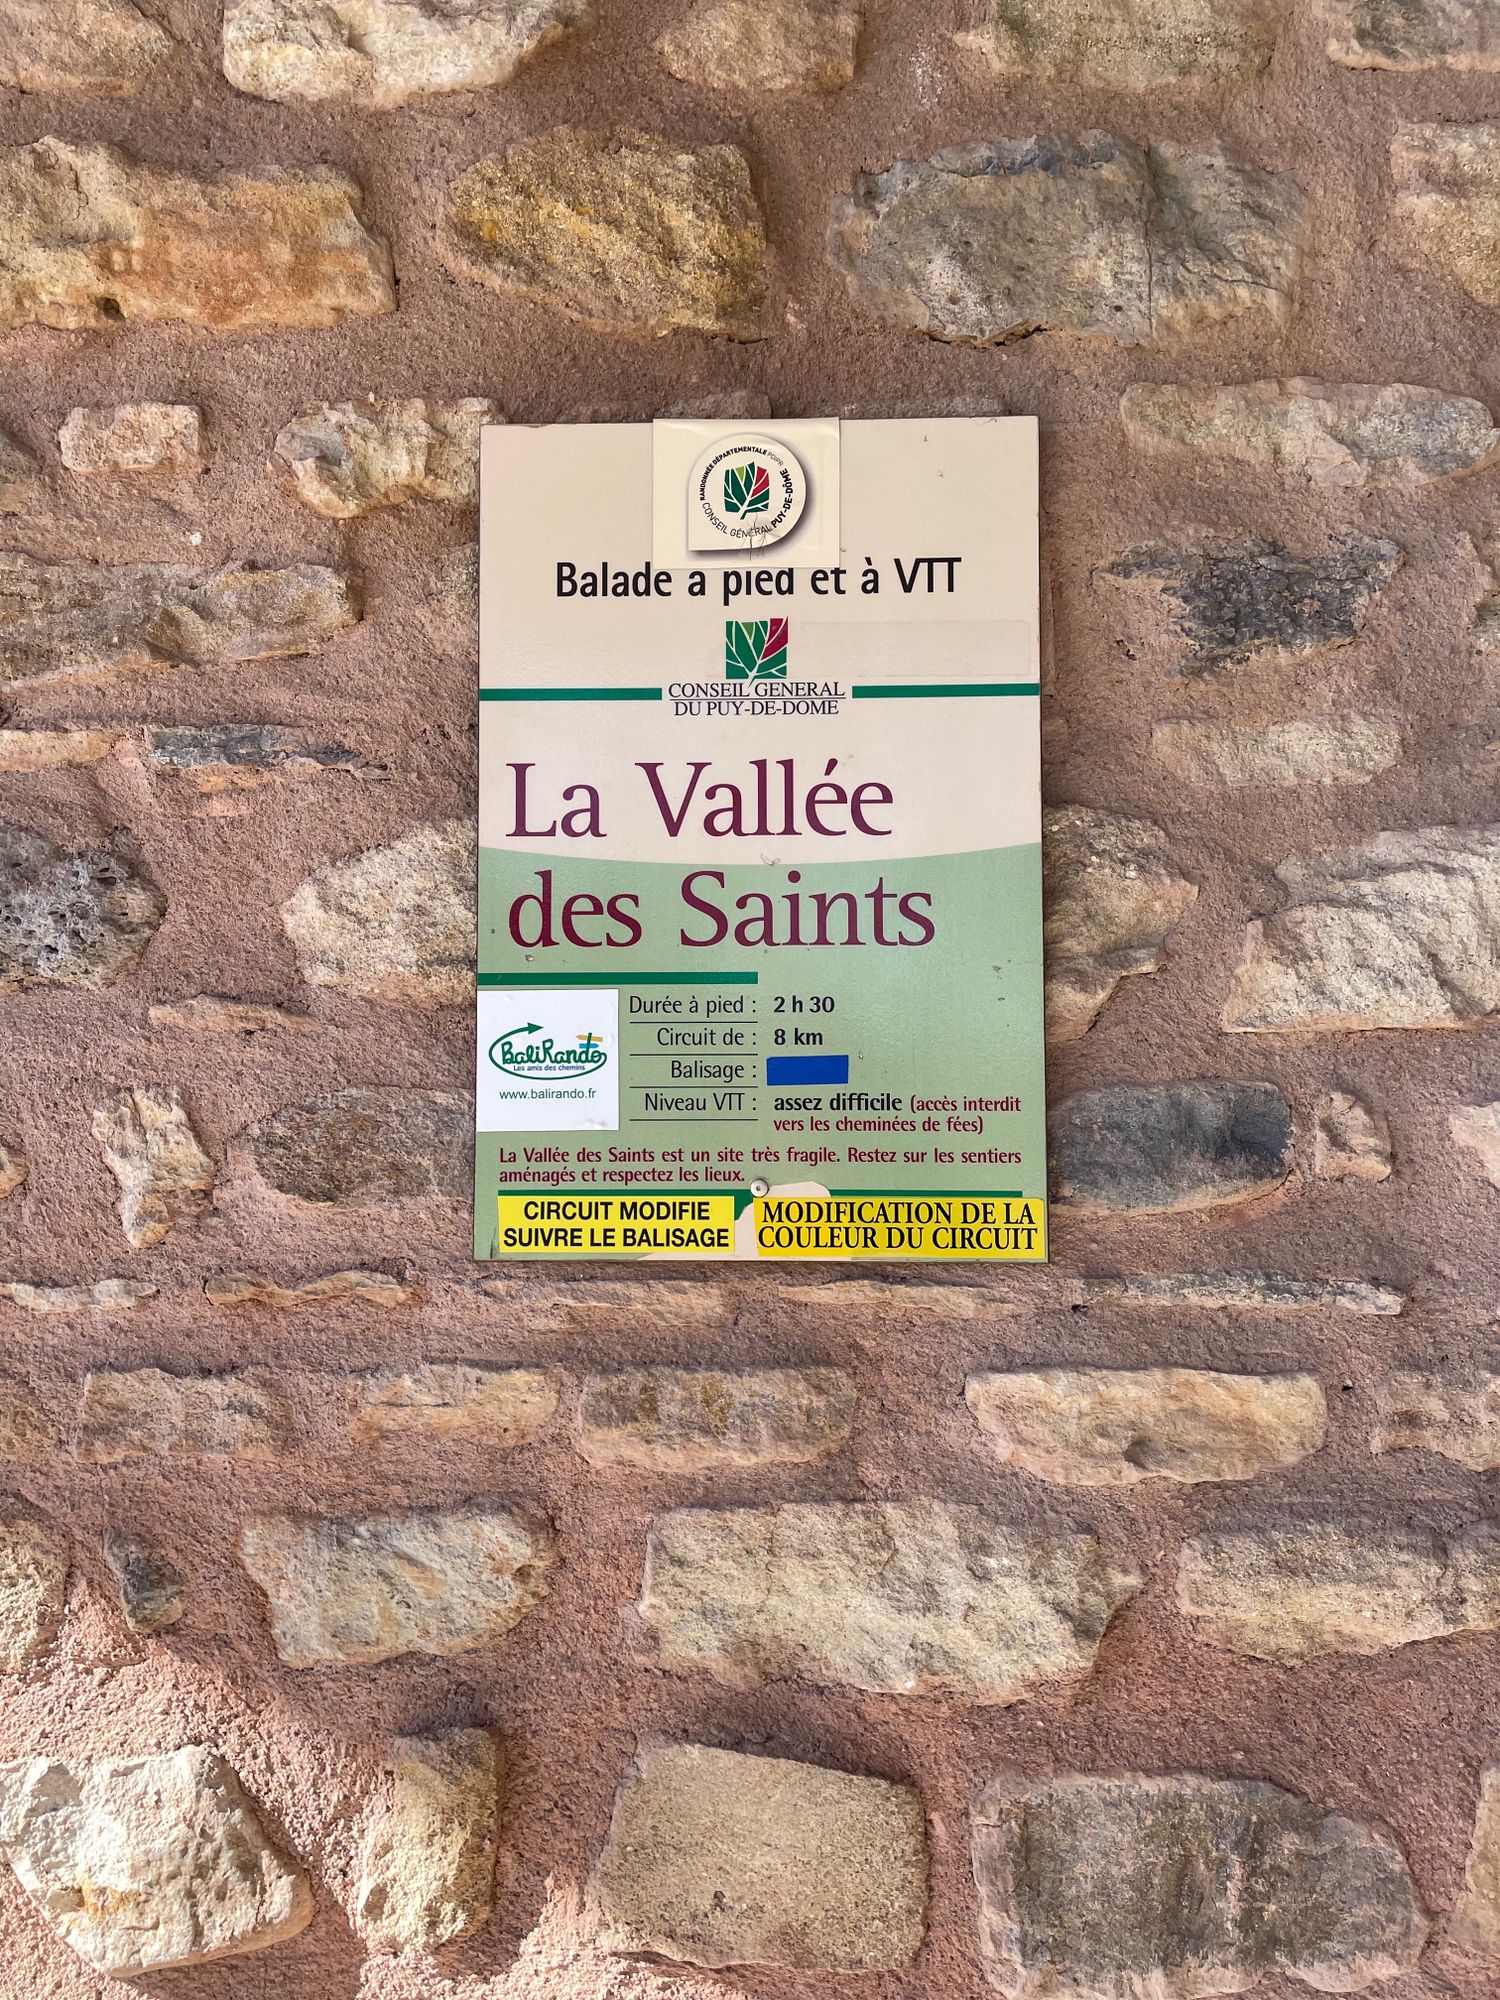 RANDONNÉE DÉPARTEMENTALE PDIPR
CONSEIL GÉNÉRAL PUY-DE-DÔME
Balade à pied et à VTT
CONSEIL GENERAL
DU PUY-DE-DOME
La Vallée
des Saints
Durée à pied : 2 h 30
Circuit de : 8 km
Balisage :
Niveau VTT : assez difficile (accès interdit
vers les cheminées de fées)
BaliRando
Les amis des chemins
www.balirando.fr
La Vallée des Saints est un site très fragile. Restez sur les sentiers
aménagés et respectez les lieux.
CIRCUIT MODIFIE
SUIVRE LE BALISAGE
MODIFICATION DE LA
COULEUR DU CIRCUIT